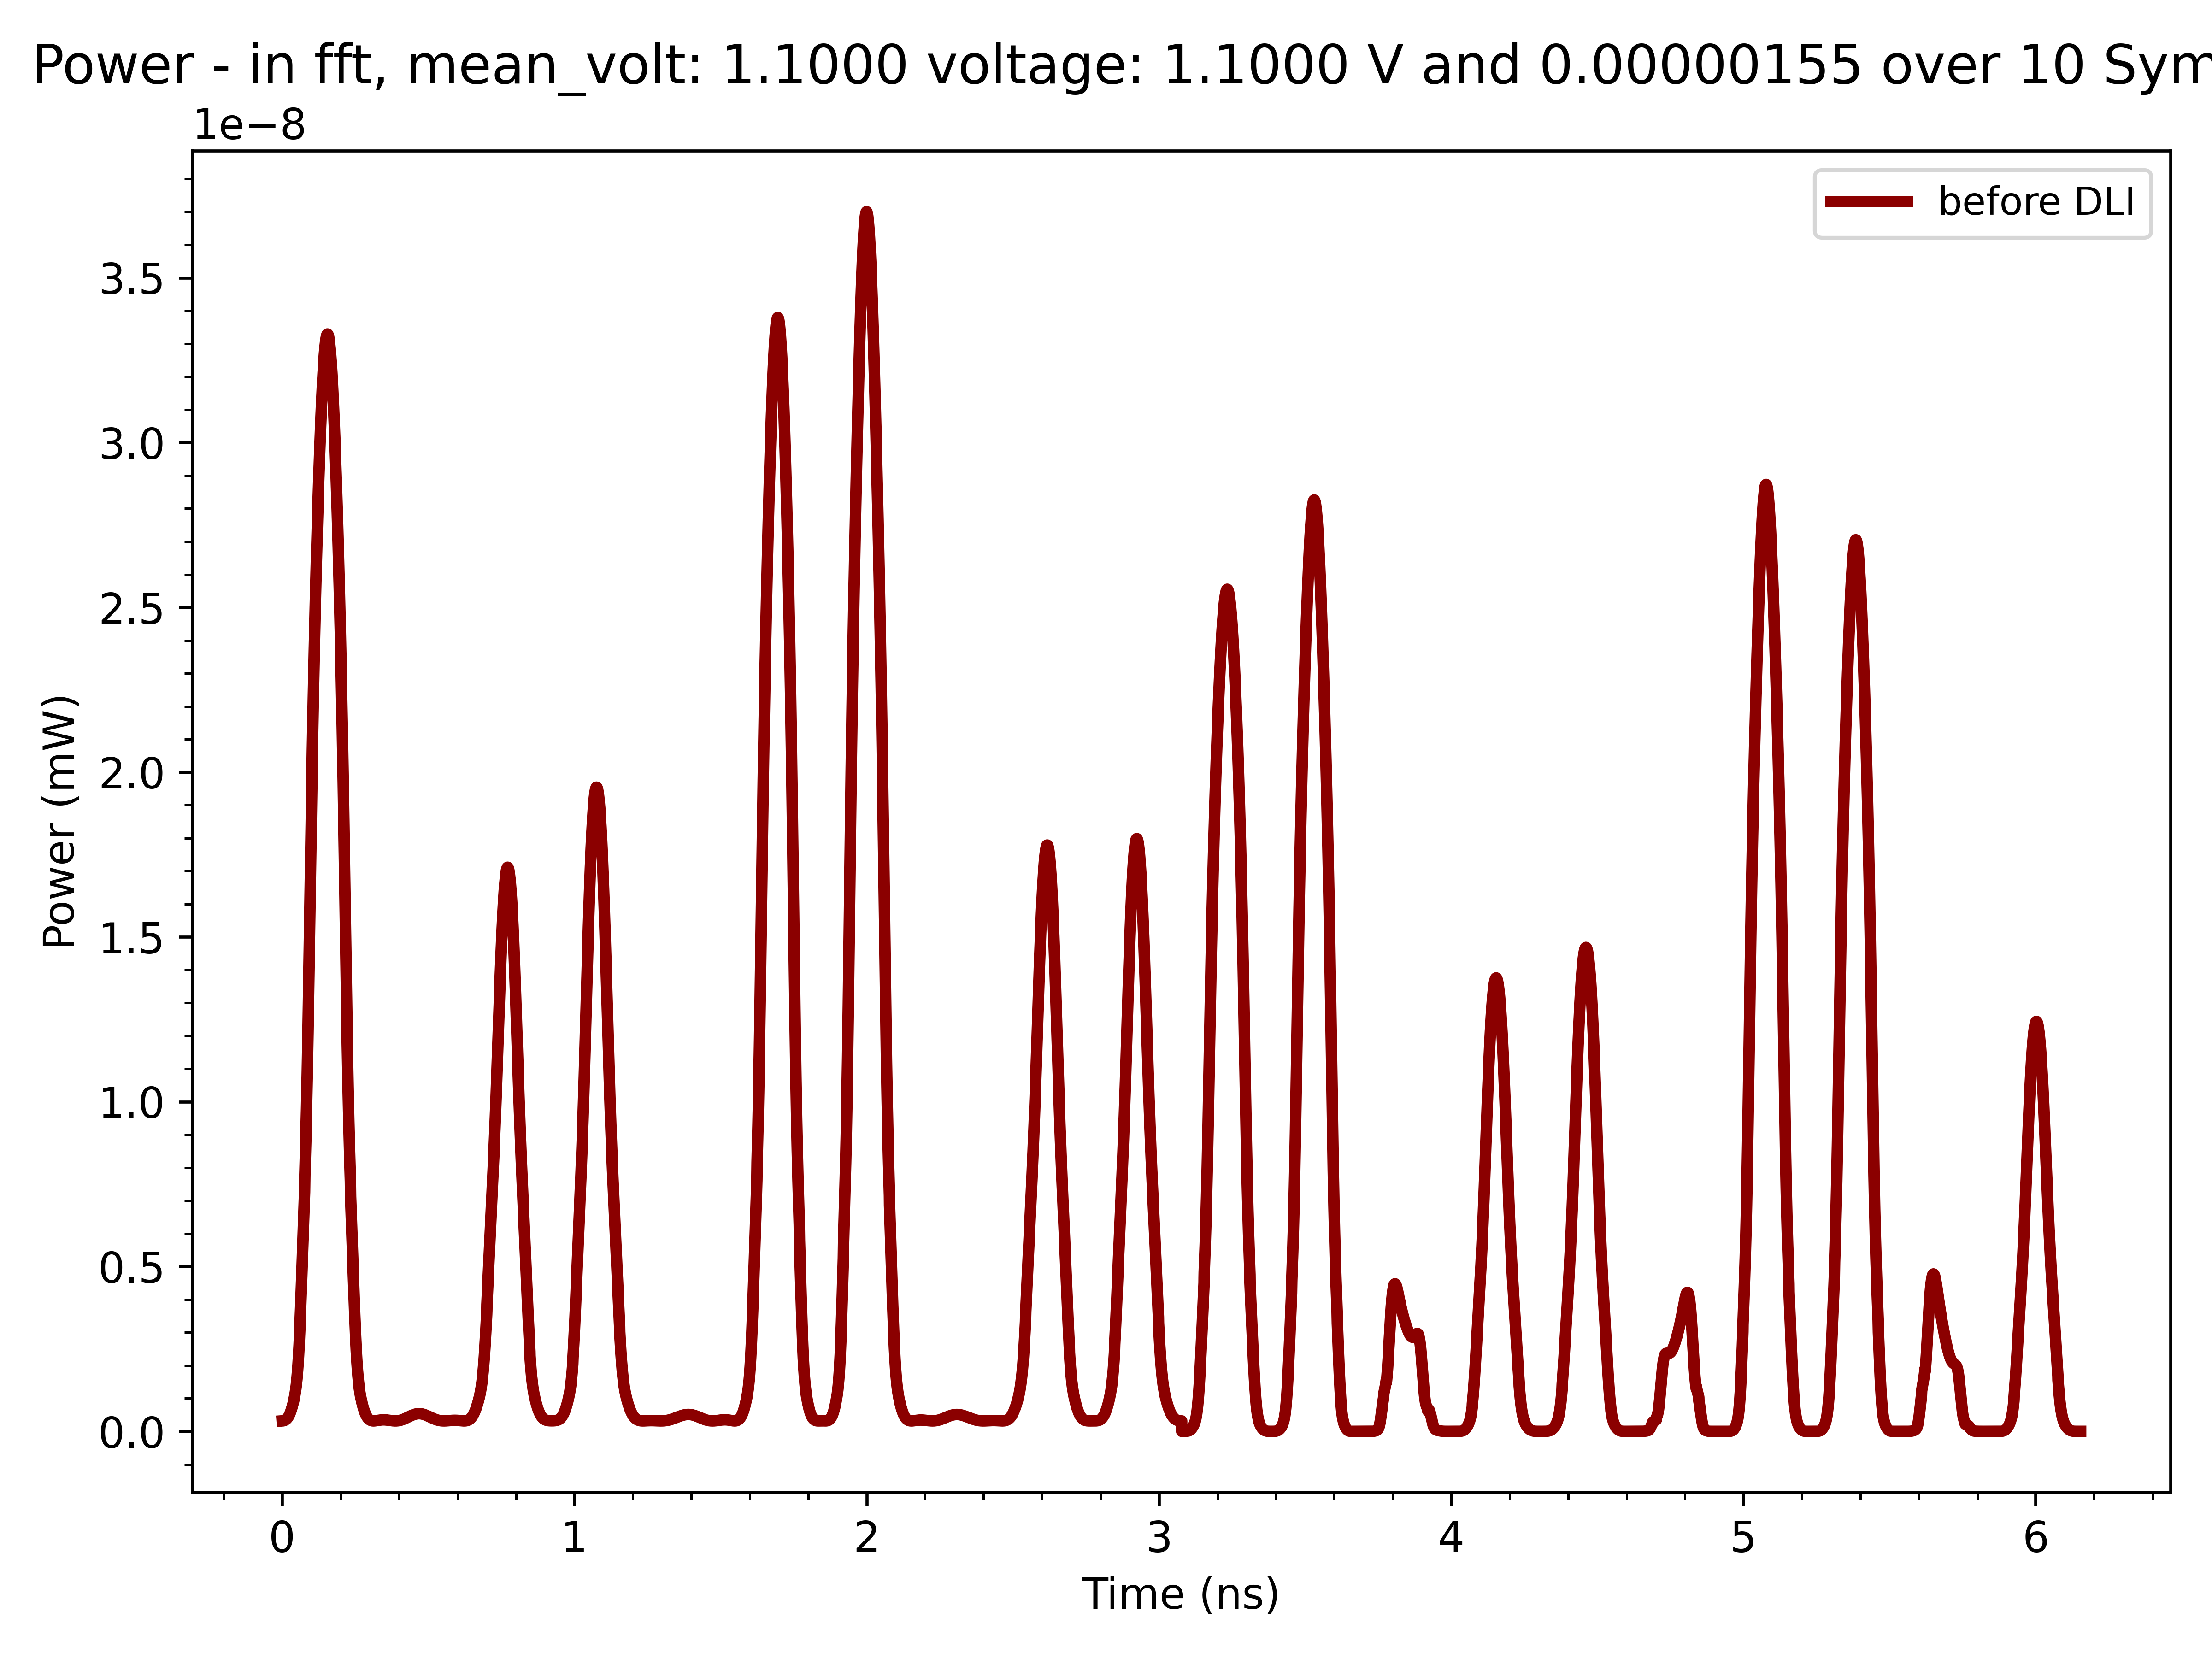 Power - in fft, mean_volt: 1.1000 voltage: 1.1000 V and 0.00000155 over 10 Sym
1e−8
before DLI
3.5
3.0
2.5
2.0
1.5
1.0
0.5
0.0
Power (mW)
0 1 2 3 4 5 6
Time (ns)